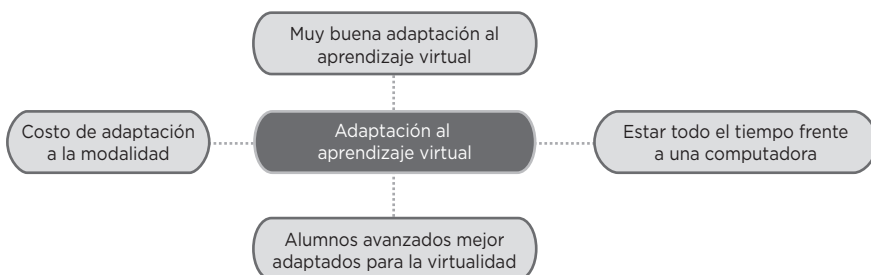 Muy buena adaptación al
aprendizaje virtual
Costo de adaptación
a la modalidad
Adaptación al
aprendizaje virtual
Estar todo el tiempo frente
a una computadora
Alumnos avanzados mejor
adaptados para la virtualidad